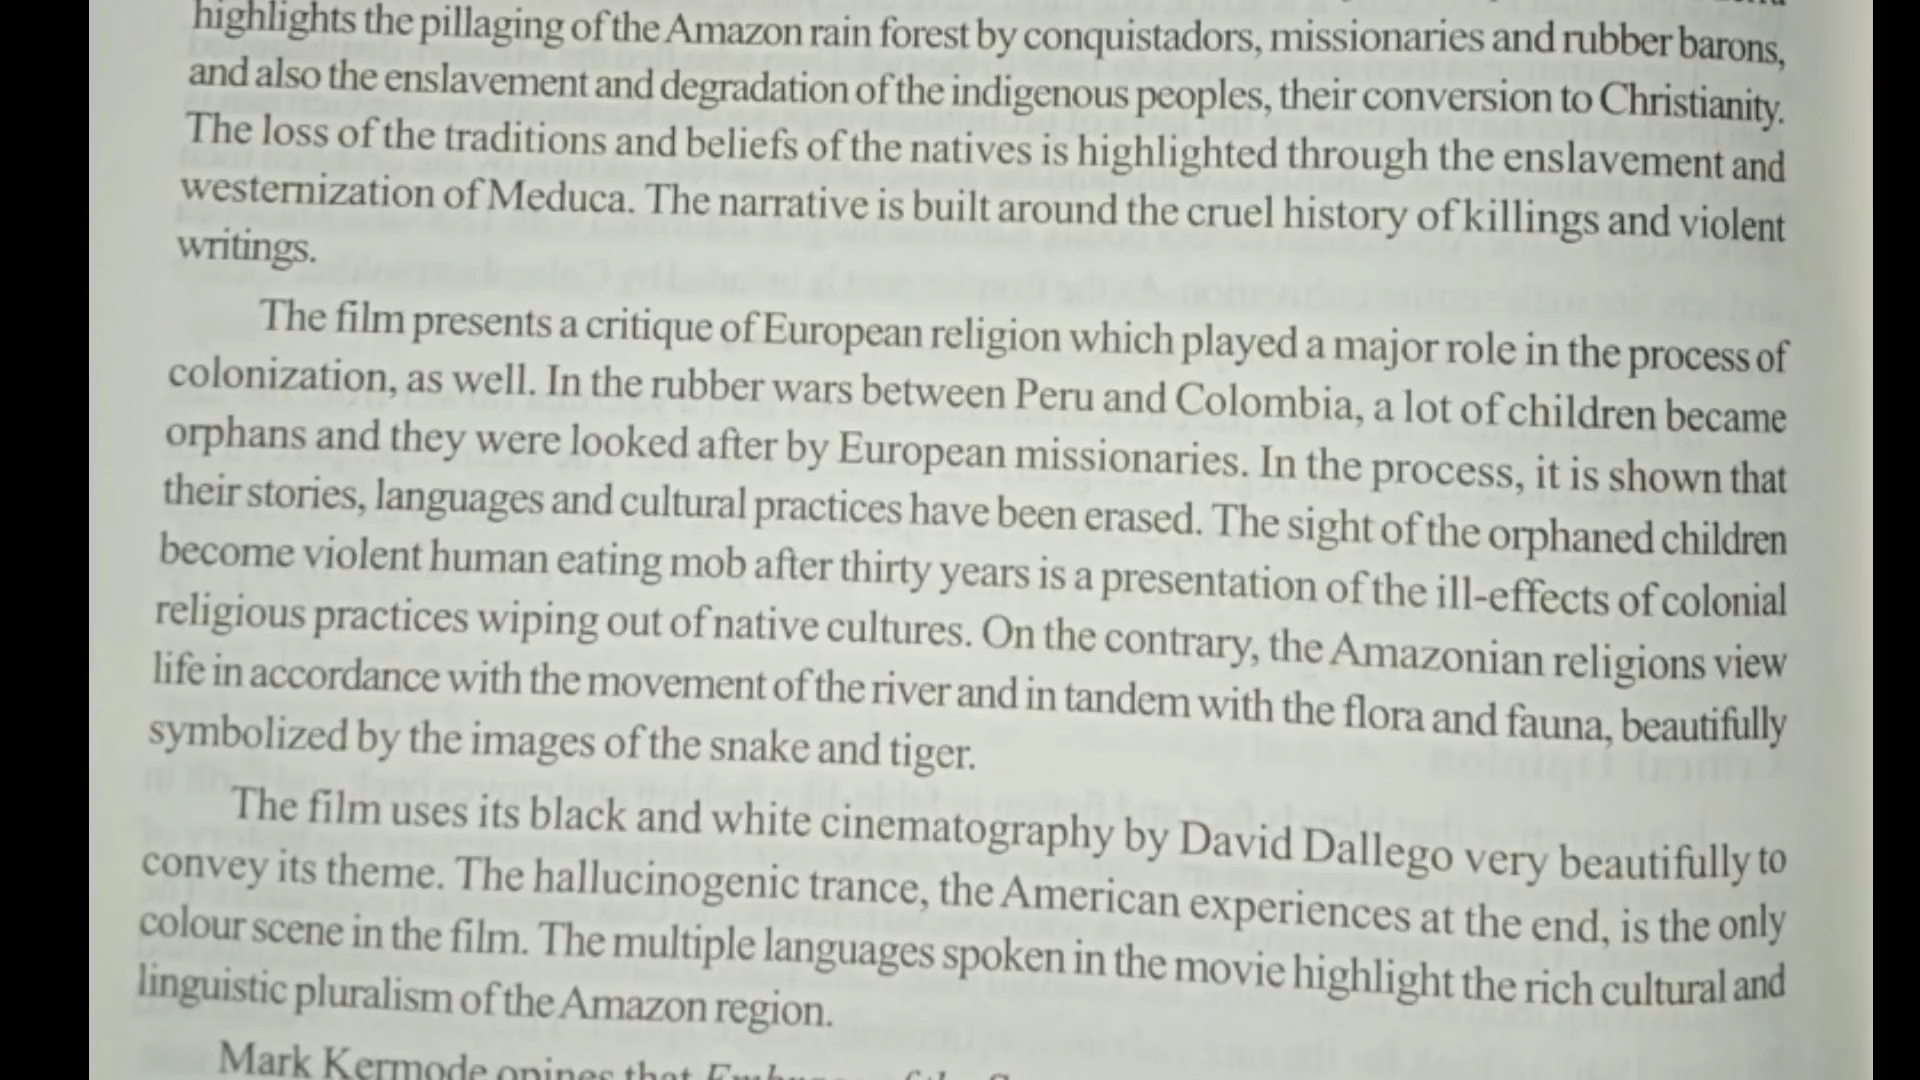 highlights the pillaging of the Amazon rain forest by conquistadors, missionaries and rubber barons,
and also the enslavement and degradation of the indigenous peoples, their conversion to Christianity.
The loss of the traditions and beliefs of the natives is highlighted through the enslavement and
westernization of Meduca. The narrative is built around the cruel history of killings and violent
writings.
The film presents a critique of European religion which played a major role in the process of
colonization, as well. In the rubber wars between Peru and Colombia, a lot of children became
orphans and they were looked after by European missionaries. In the process, it is shown that
their stories, languages and cultural practices have been erased. The sight of the orphaned children
become violent human eating mob after thirty years is a presentation of the ill-effects of colonial
religious practices wiping out of native cultures. On the contrary, the Amazonian religions view
life in accordance with the movement of the river and in tandem with the flora and fauna, beautifully
symbolized by the images of the snake and tiger.
The film uses its black and white cinematography by David Dallego very beautifully to
convey its theme. The hallucinogenic trance, the American experiences at the end, is the only
colour scene in the film. The multiple languages spoken in the movie highlight the rich cultural and
linguistic pluralism of the Amazon region.
Mark Kermode opines that